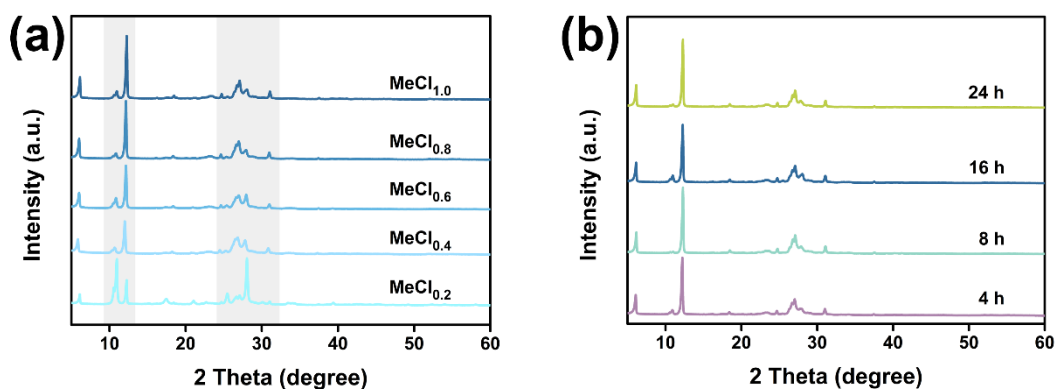 (a)
Intensity (a.u.)
MeCl1.0
MeCl0.8
MeCl0.6
MeCl0.4
MeCl0.2
10 20 30 40 50 60
2 Theta (degree)
(b)
Intensity (a.u.)
24 h
16 h
8 h
4 h
10 20 30 40 50 60
2 Theta (degree)